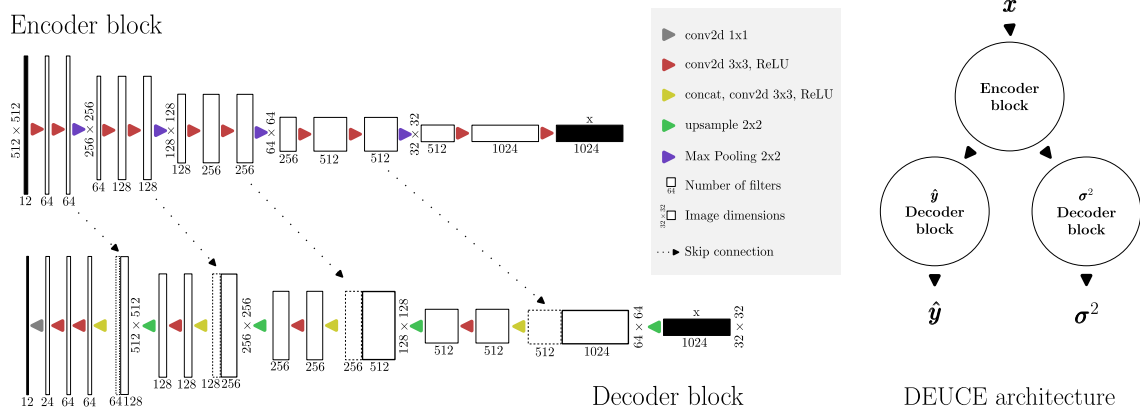 Encoder block
512 × 512
12
64
64
256 × 256
64
128
128
128 × 128
128
256
256
64 × 64
256
512
512
32 × 32
512
1024
x
1024
conv2d 1x1
conv2d 3x3, ReLU
concat, conv2d 3x3, ReLU
upsample 2x2
Max Pooling 2x2
64
Number of filters
32 × 32
Image dimensions
Skip connection
12
24
64
64
64
128
512 × 512
128
128
128
256
256 × 256
256
256
256
512
128 × 128
512
512
512
1024
64 × 64
x
1024
32 × 32
Decoder block
x
Encoder
block
ŷ
Decoder
block
σ²
Decoder
block
ŷ
σ²
DEUCE architecture